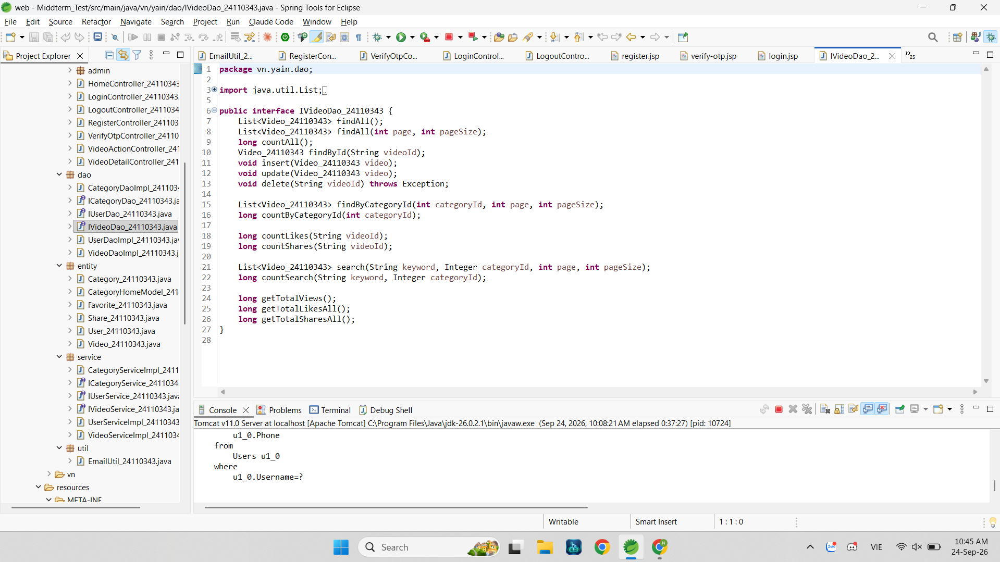 web - Middterm_Test/src/main/java/vn/yain/dao/IVideoDao_24110343.java - Spring Tools for Eclipse
File Edit Source Refactor Navigate Search Project Run Claude Code Window Help
Project Explorer
admin
HomeController_24110343
LoginController_24110343.
LogoutController_2411034
RegisterController_241103
VerifyOtpController_24110
VideoActionController_241
VideoDetailController_241
dao
CategoryDaoImpl_2411034
ICategoryDao_24110343.ja
IUserDao_24110343.java
IVideoDao_24110343.java
UserDaoImpl_24110343.jav
VideoDaoImpl_24110343.j
entity
Category_24110343.java
CategoryHomeModel_241
Favorite_24110343.java
Share_24110343.java
User_24110343.java
Video_24110343.java
service
CategoryServiceImpl_2411
ICategoryService_2411034
IUserService_24110343.java
IVideoService_24110343.ja
UserServiceImpl_24110343
VideoServiceImpl_2411034
util
EmailUtil_24110343.java
vn
resources
META-INF
EmailUtil_2... RegisterCon... VerifyOtpCo... LoginControl... LogoutContro... register.jsp verify-otp.jsp login.jsp IVideoDao_2... »25
1 package vn.yain.dao;
2
3 import java.util.List;
5
6 public interface IVideoDao_24110343 {
7 List<Video_24110343> findAll();
8 List<Video_24110343> findAll(int page, int pageSize);
9 long countAll();
10 Video_24110343 findById(String videoId);
11 void insert(Video_24110343 video);
12 void update(Video_24110343 video);
13 void delete(String videoId) throws Exception;
14
15 List<Video_24110343> findByCategoryId(int categoryId, int page, int pageSize);
16 long countByCategoryId(int categoryId);
17
18 long countLikes(String videoId);
19 long countShares(String videoId);
20
21 List<Video_24110343> search(String keyword, Integer categoryId, int page, int pageSize);
22 long countSearch(String keyword, Integer categoryId);
23
24 long getTotalViews();
25 long getTotalLikesAll();
26 long getTotalSharesAll();
27 }
28
Console Problems Terminal Debug Shell
Tomcat v11.0 Server at localhost [Apache Tomcat] C:\Program Files\Java\jdk-26.0.2.1\bin\javaw.exe (Sep 24, 2026, 10:08:21 AM elapsed 0:37:27) [pid: 10724]
u1_0.Phone
from
Users u1_0
where
u1_0.Username=?
Writable Smart Insert 1 : 1 : 0
Search
Zalo
N
VIE
10:45 AM
24-Sep-26